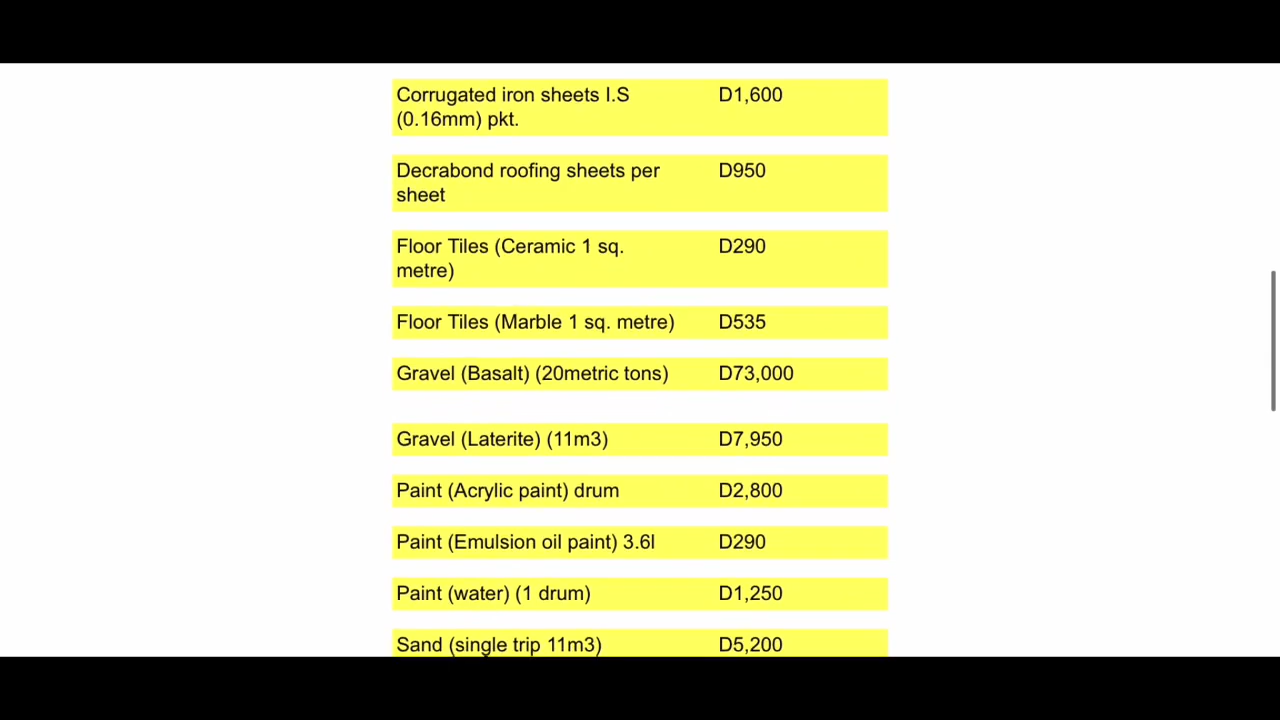 Corrugated iron sheets I.S D1,600
(0.16mm) pkt.
Decrabond roofing sheets per D950
sheet
Floor Tiles (Ceramic 1 sq. D290
metre)
Floor Tiles (Marble 1 sq. metre) D535
Gravel (Basalt) (20metric tons) D73,000
Gravel (Laterite) (11m3) D7,950
Paint (Acrylic paint) drum D2,800
Paint (Emulsion oil paint) 3.6l D290
Paint (water) (1 drum) D1,250
Sand (single trip 11m3) D5,200